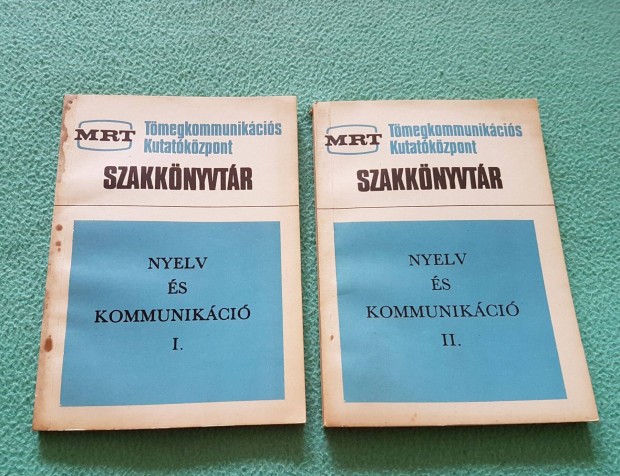 MRT
Tömegkommunikációs
Kutatóközpont
SZAKKÖNYVTÁR
NYELV
ÉS
KOMMUNIKÁCIÓ
I.
MRT
Tömegkommunikációs
Kutatóközpont
SZAKKÖNYVTÁR
NYELV
ÉS
KOMMUNIKÁCIÓ
II.